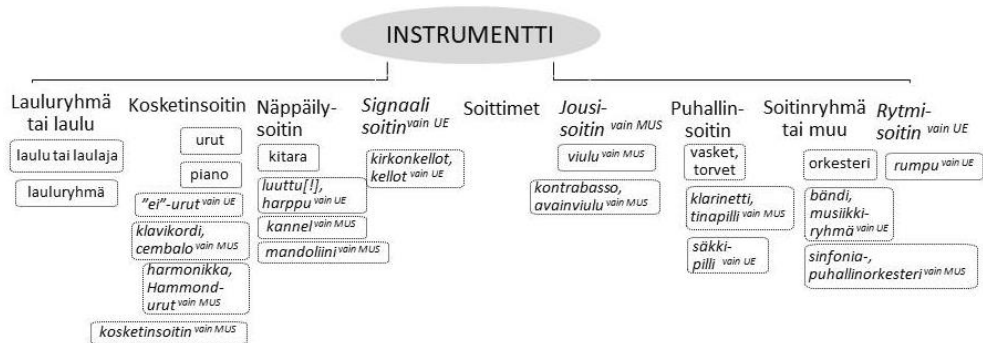 INSTRUMENTTI
Lauluryhmä
tai laulu
laulu tai laulaja
lauluryhmä
Kosketinsoitin
urut
piano
”ei”-urut vain UE
klavikordi,
cembalo vain MUS
harmonikka,
Hammond-
urut vain MUS
kosketinsoitin vain MUS
Näppäily-
soitin
kitara
luuttu[!],
harppu vain UE
kannel vain MUS
mandoliini vain MUS
Signaali
soitin vain UE
kirkonkellot,
kellot vain UE
Soittimet
Jousi-
soitin vain MUS
viulu vain MUS
kontrabasso,
avainviulu vain MUS
Puhallin-
soitin
vasket,
torvet
klarinetti,
tinapilli vain MUS
säkki-
pilli vain UE
Soitinryhmä
tai muu
orkesteri
bändi,
musiikki-
ryhmä vain UE
sinfonia-,
puhallinorkesteri vain MUS
Rytmi-
soitin vain UE
rumpu vain UE